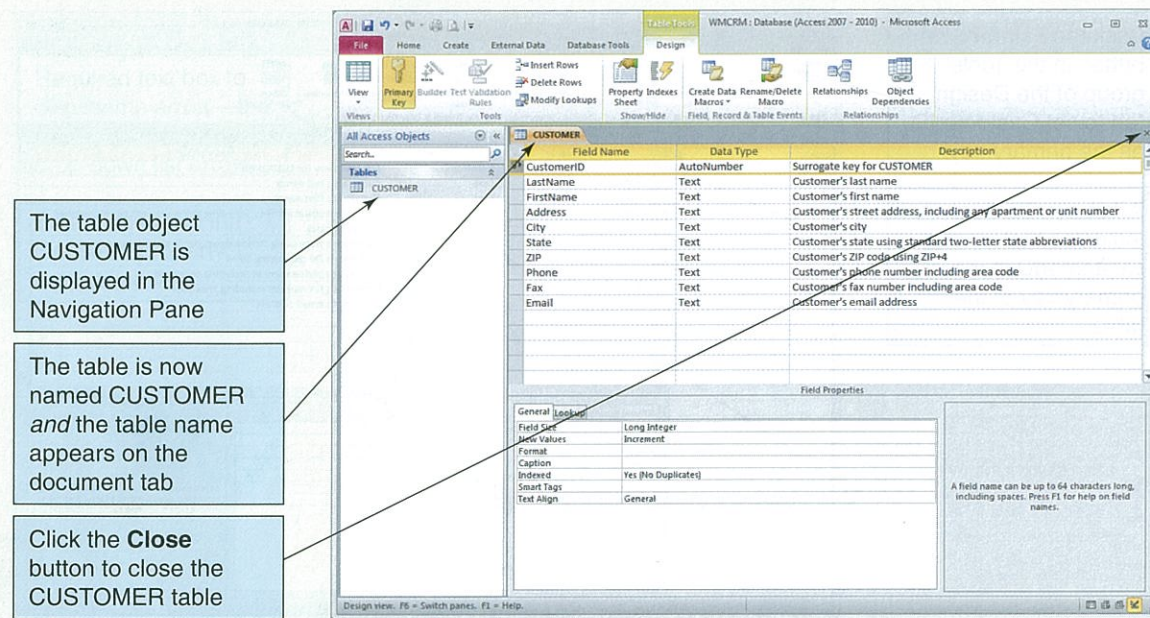 The table object
CUSTOMER is
displayed in the
Navigation Pane
The table is now
named CUSTOMER
and the table name
appears on the
document tab
Click the Close
button to close the
CUSTOMER table
Table Tools
WMCRM : Database (Access 2007 - 2010) - Microsoft Access
File Home Create External Data Database Tools Design
View
Primary Key
Builder
Test Validation Rules
Insert Rows
Delete Rows
Modify Lookups
Property Sheet
Indexes
Create Data Macros
Rename/Delete Macro
Relationships
Object Dependencies
Views Tools Show/Hide Field, Record & Table Events Relationships
All Access Objects
Search...
Tables
CUSTOMER
CUSTOMER
Field Name Data Type Description
CustomerID AutoNumber Surrogate key for CUSTOMER
LastName Text Customer's last name
FirstName Text Customer's first name
Address Text Customer's street address, including any apartment or unit number
City Text Customer's city
State Text Customer's state using standard two-letter state abbreviations
ZIP Text Customer's ZIP code using ZIP+4
Phone Text Customer's phone number including area code
Fax Text Customer's fax number including area code
Email Text Customer's email address
Field Properties
General Lookup
Field Size Long Integer
New Values Increment
Format
Caption
Indexed Yes (No Duplicates)
Smart Tags
Text Align General
A field name can be up to 64 characters long,
including spaces. Press F1 for help on field
names.
Design view. F6 = Switch panes. F1 = Help.